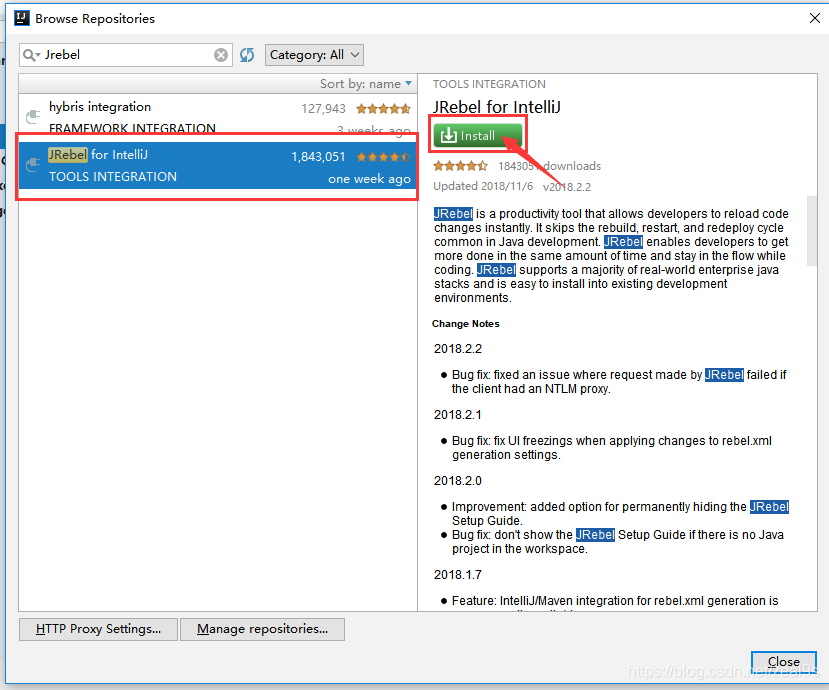 Browse Repositories
Jrebel
Category: All
Sort by: name
hybris integration 127,943
FRAMEWORK INTEGRATION 3 weeks ago
JRebel for IntelliJ 1,843,051
TOOLS INTEGRATION one week ago
HTTP Proxy Settings...
Manage repositories...
TOOLS INTEGRATION
JRebel for IntelliJ
Install
downloads
Updated 2018/11/6 v2018.2.2
JRebel is a productivity tool that allows developers to reload code
changes instantly. It skips the rebuild, restart, and redeploy cycle
common in Java development. JRebel enables developers to get
more done in the same amount of time and stay in the flow while
coding. JRebel supports a majority of real-world enterprise java
stacks and is easy to install into existing development
environments.
Change Notes
2018.2.2
Bug fix: fixed an issue where request made by JRebel failed if
the client had an NTLM proxy.
2018.2.1
Bug fix: fix UI freezings when applying changes to rebel.xml
generation settings.
2018.2.0
Improvement: added option for permanently hiding the JRebel
Setup Guide.
Bug fix: don't show the JRebel Setup Guide if there is no Java
project in the workspace.
2018.1.7
Feature: IntelliJ/Maven integration for rebel.xml generation is
Close